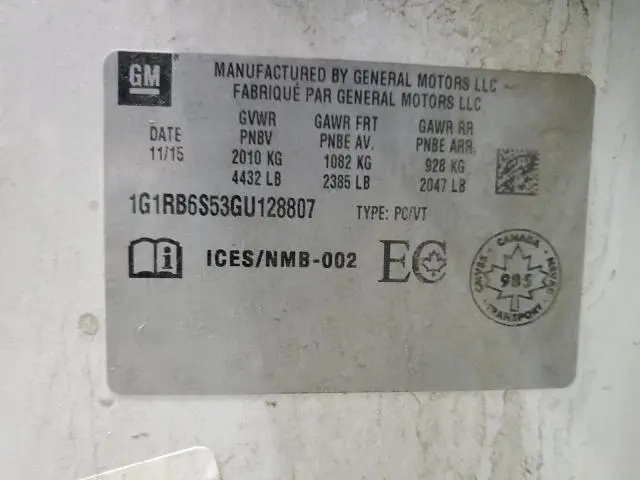 GM
MANUFACTURED BY GENERAL MOTORS LLC
FABRIQUÉ PAR GENERAL MOTORS LLC
DATE GVWR GAWR FRT GAWR RR
11/15 PNBV PNBE AV. PNBE ARR.
2010 KG 1082 KG 928 KG
4432 LB 2385 LB 2047 LB
1G1RB6S53GU128807 TYPE: PC/VT
i ICES/NMB-002 EC
CANADA
985
TRANSPORT